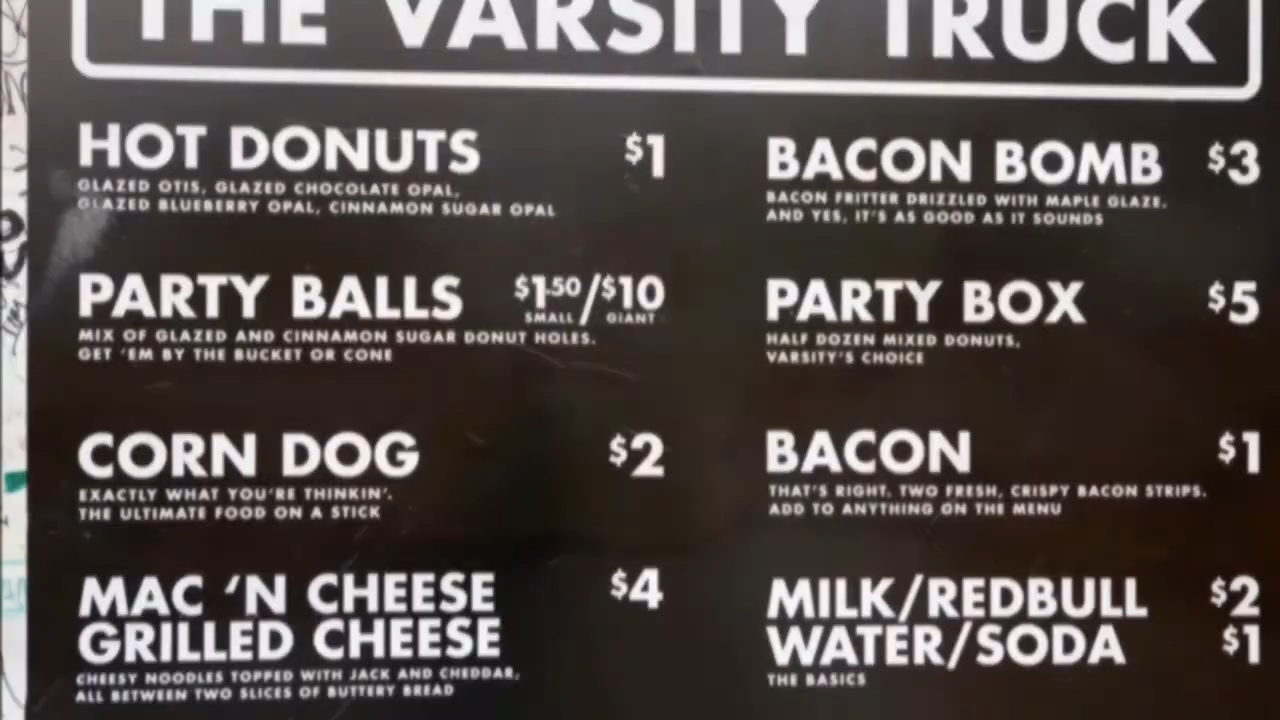 THE VARSITY TRUCK
HOT DONUTS $1
GLAZED OTIS, GLAZED CHOCOLATE OPAL,
GLAZED BLUEBERRY OPAL, CINNAMON SUGAR OPAL
PARTY BALLS $1.50/$10
SMALL GIANT
MIX OF GLAZED AND CINNAMON SUGAR DONUT HOLES.
GET 'EM BY THE BUCKET OR CONE
CORN DOG $2
EXACTLY WHAT YOU'RE THINKIN'.
THE ULTIMATE FOOD ON A STICK
MAC 'N CHEESE $4
GRILLED CHEESE
CHEESY NOODLES TOPPED WITH JACK AND CHEDDAR,
ALL BETWEEN TWO SLICES OF BUTTERY BREAD
BACON BOMB $3
BACON FRITTER DRIZZLED WITH MAPLE GLAZE,
AND YES, IT'S AS GOOD AS IT SOUNDS
PARTY BOX $5
HALF DOZEN MIXED DONUTS,
VARSITY'S CHOICE
BACON $1
THAT'S RIGHT. TWO FRESH, CRISPY BACON STRIPS.
ADD TO ANYTHING ON THE MENU
MILK/REDBULL $2
WATER/SODA $1
THE BASICS